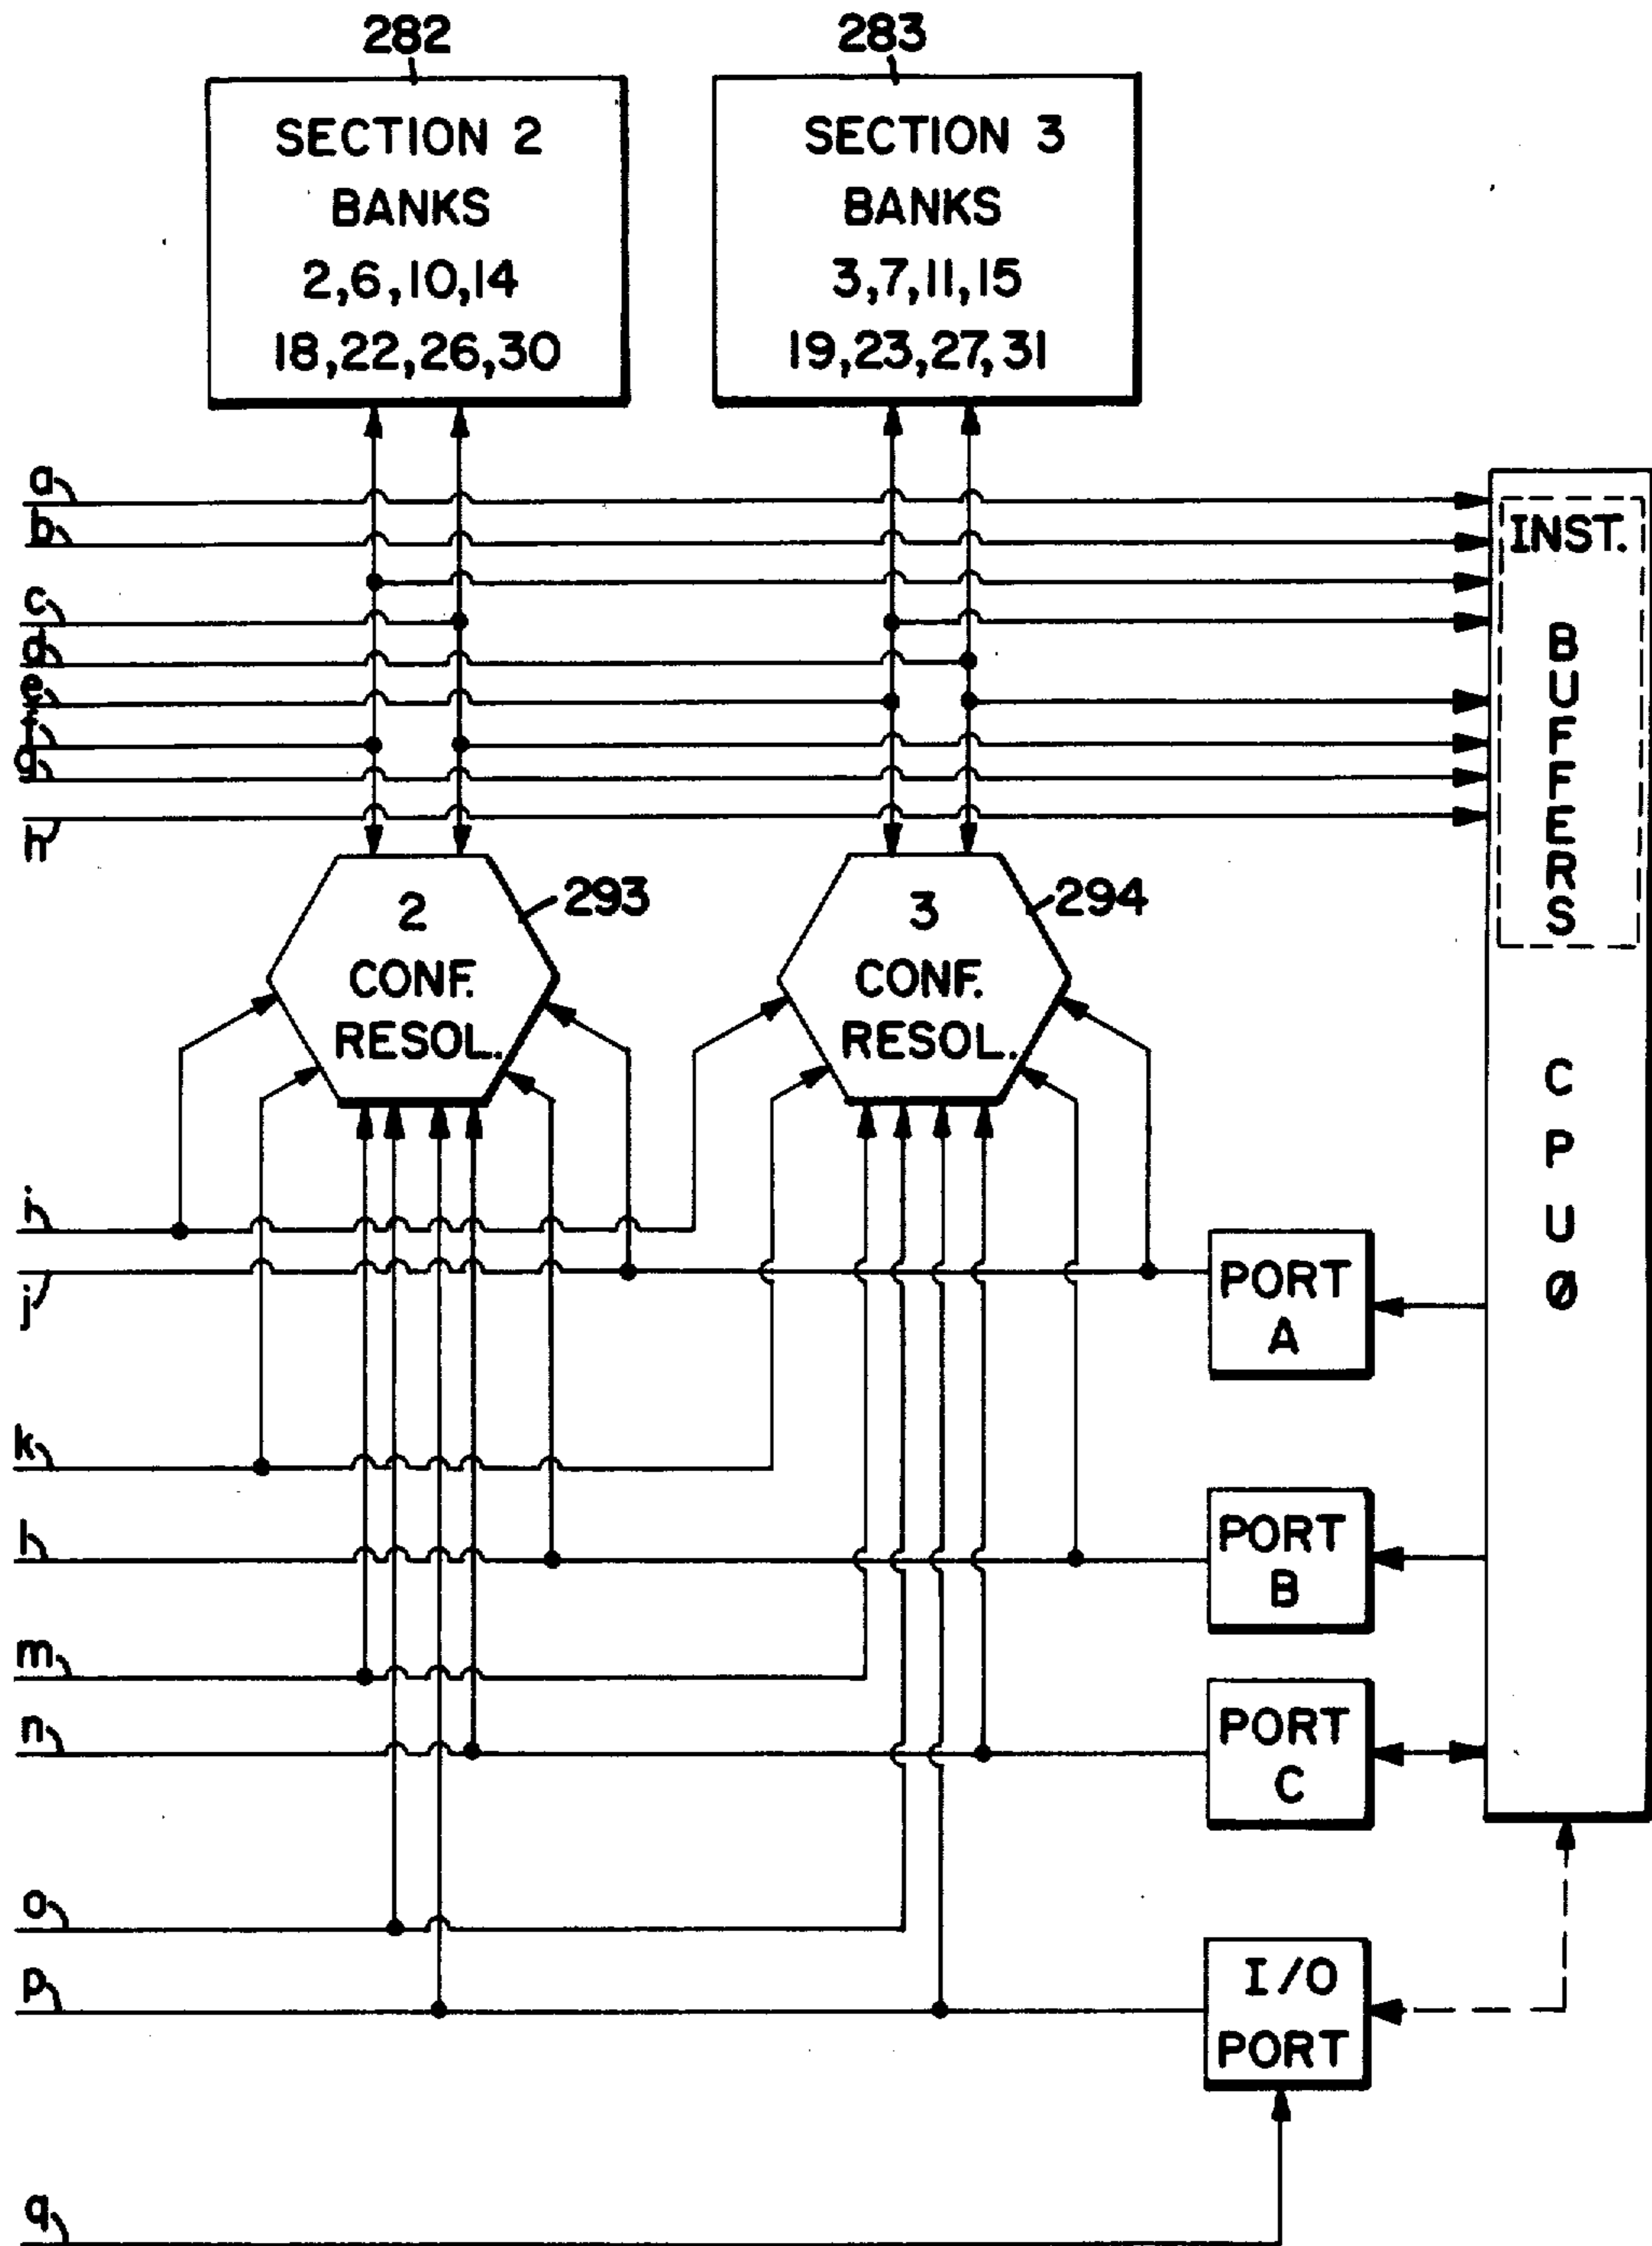 282
283
SECTION 2
BANKS
2,6,10,14
18,22,26,30
SECTION 3
BANKS
3,7,11,15
19,23,27,31
a
b
c
d
e
f
g
h
INST.
BUFFERS
CPUØ
2
CONF.
RESOL.
293
3
CONF.
RESOL.
294
i
j
k
l
m
n
o
p
q
PORT
A
PORT
B
PORT
C
I/O
PORT